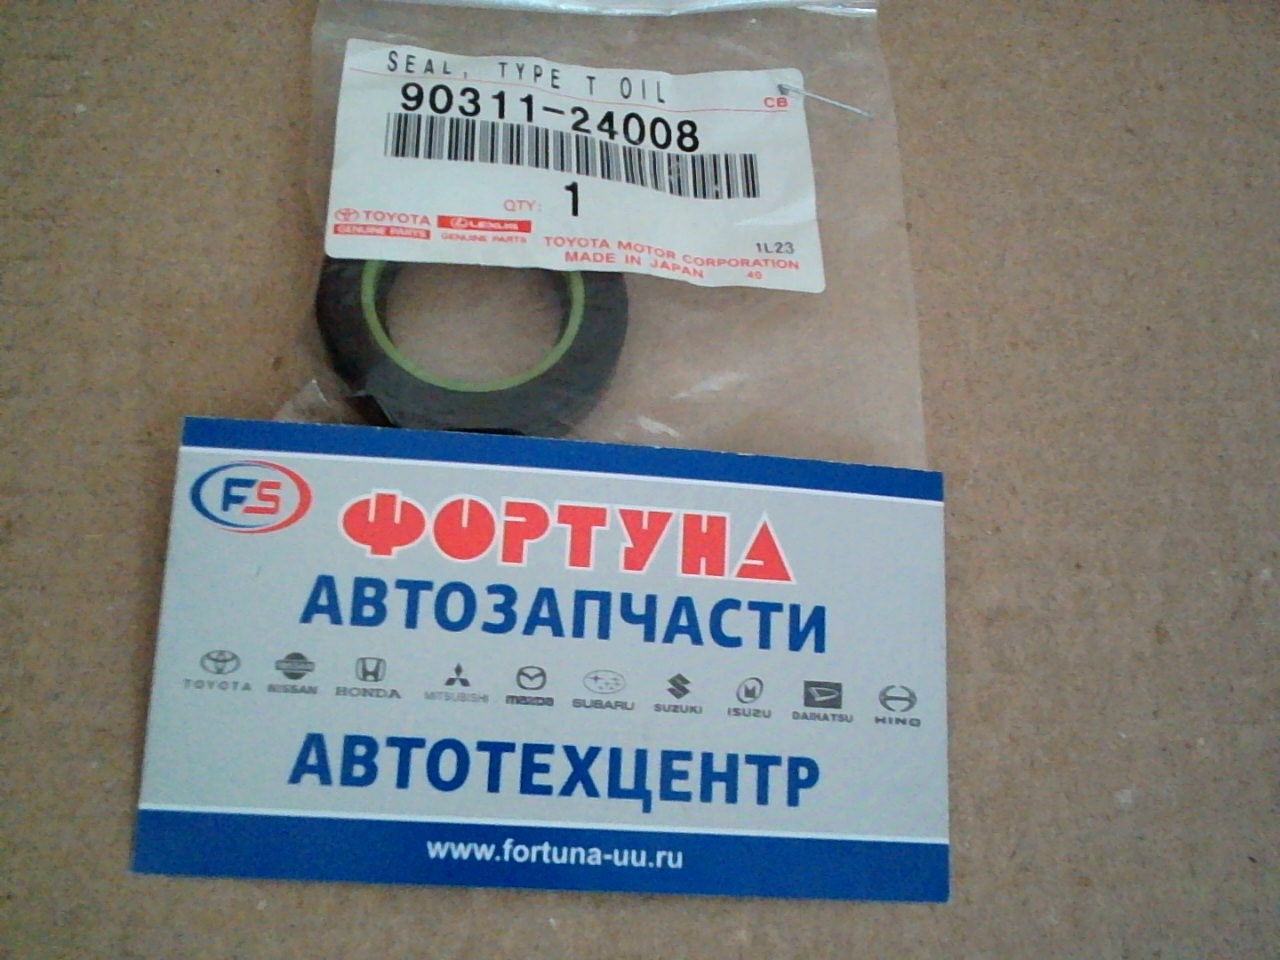 SEAL, TYPE T OIL
CB
90311-24008
QTY: 1
TOYOTA LEXUS
GENUINE PARTS GENUINE PARTS
1L23
TOYOTA MOTOR CORPORATION
MADE IN JAPAN 40
FS ФОРТУНА
АВТОЗАПЧАСТИ
TOYOTA NISSAN HONDA MITSUBISHI mazda SUBARU SUZUKI ISUZU DAIHATSU HINO
АВТОТЕХЦЕНТР
www.fortuna-uu.ru